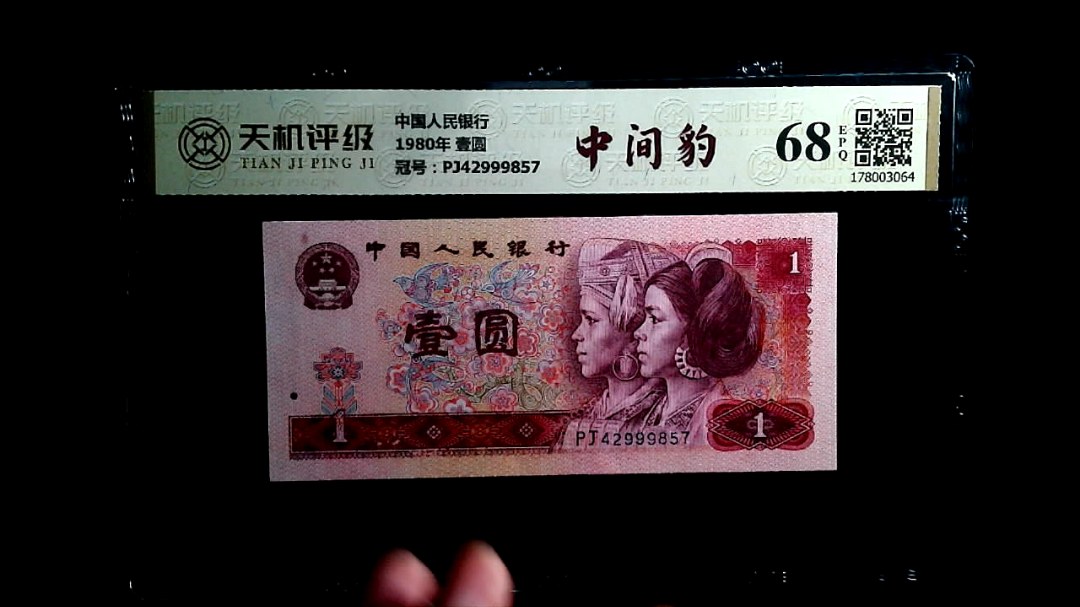 天机评级
TIAN JI PING JI
中国人民银行
1980年 壹圆
冠号：PJ42999857
中间豹
68
EPQ
178003064
中国人民银行
1
壹圆
1
PJ42999857
1